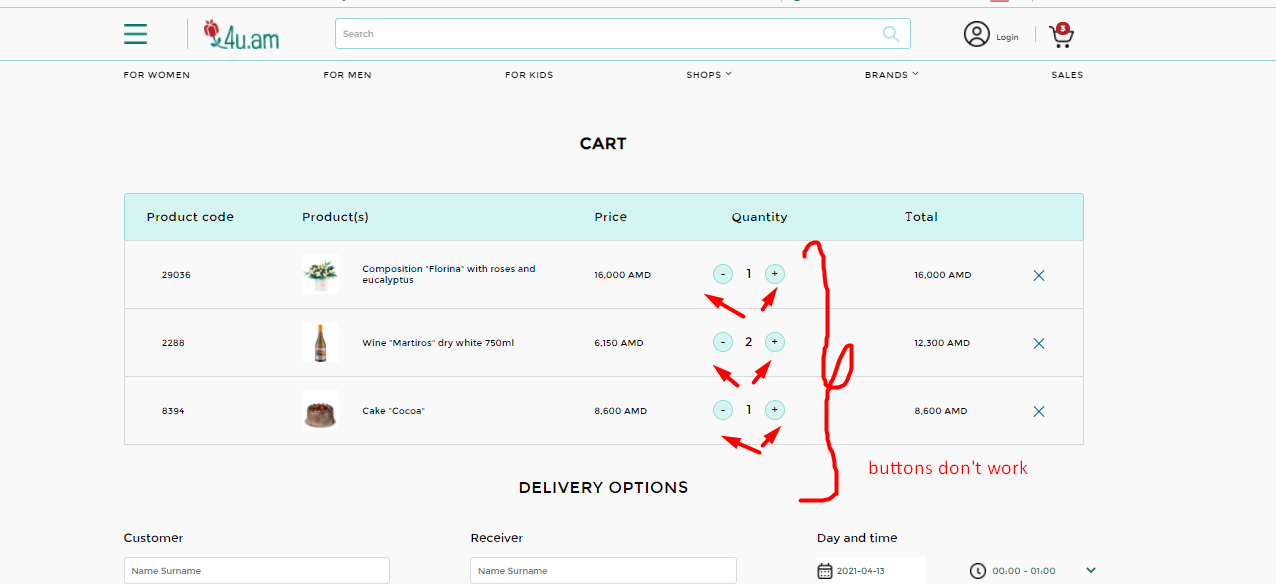 4u.am
Search
Login
3
FOR WOMEN
FOR MEN
FOR KIDS
SHOPS
BRANDS
SALES
CART
Product code
Product(s)
Price
Quantity
Total
29036
Composition "Florina" with roses and
eucalyptus
16,000 AMD
- 1 +
16,000 AMD
2288
Wine "Martiros" dry white 750ml
6,150 AMD
- 2 +
12,300 AMD
8394
Cake "Cocoa"
8,600 AMD
- 1 +
8,600 AMD
buttons don't work
DELIVERY OPTIONS
Customer
Receiver
Day and time
Name Surname
Name Surname
2021-04-13
00:00 - 01:00